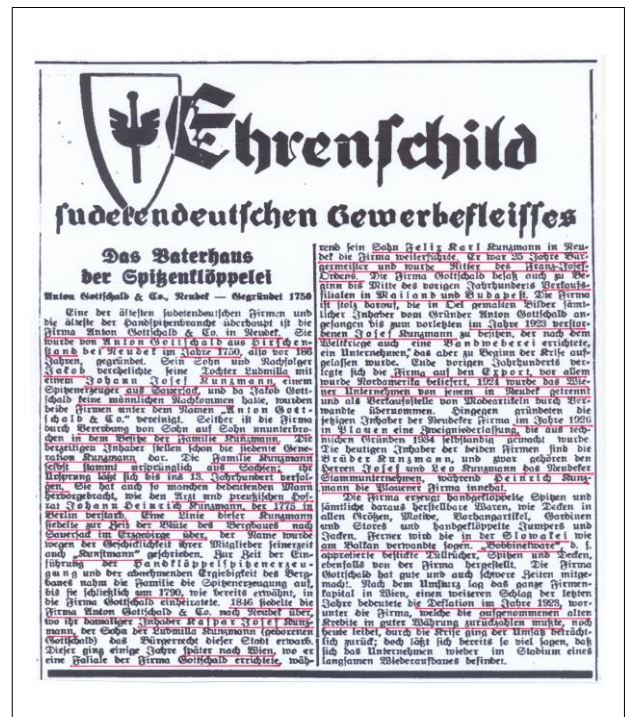 Ehrenschild
sudetendeutschen Gewerbefleisses
Das Vaterhaus
der Spitzenklöppelei
Anton Gottschald & Co., Neudek — Gegründet 1750
Eine der ältesten sudetendeutschen Firmen und
die älteste der Handspitzenbranche überhaupt ist die
Firma Anton Gottschald & Co. in Neudek. Sie
wurde von Anton Gottschald aus Hirschen-
stand bei Neudek im Jahre 1750, also vor 186
Jahren, gegründet. Sein Sohn und Nachfolger
Jakob verehelichte seine Tochter Ludmilla mit
einem Johann Josef Kunzmann, einem
Spitzenerzeuger aus Sauersack, und da Jakob Gott-
schald keine männlichen Nachkommen hatte, wurden
beide Firmen unter dem Namen „Anton Gott-
schald & Co." vereinigt. Seither ist die Firma
durch Vererbung von Sohn auf Sohn ununterbro-
chen in dem Besitze der Familie Kunzmann. Die
derzeitigen Inhaber stellen schon die siebente Gene-
ration Kunzmann dar. Die Familie Kunzmann
selbst stammt ursprünglich aus Sachsen; ihr
Ursprung läßt sich bis ins 13. Jahrhundert verfol-
gen. Sie hat auch so manchen bedeutenden Mann
hervorgebracht, wie den Arzt und preußischen Hof-
rat Johann Heinrich Kunzmann, der 1775 in
Berlin verstarb. Eine Linie dieser Kunzmann
siedelte zur Zeit der Blüte des Bergbaues nach
Sauersack im Erzgebirge über, der Name wurde
wegen der Geschicklichkeit ihrer Mitglieder seinerzeit
auch „Kunstmann" geschrieben. Zur Zeit der Ein-
führung der Handklöppelspitzenerzeu-
gung und der abnehmenden Ergiebigkeit des Berg-
baues nahm die Familie die Spitzenerzeugung auf,
bis sie schließlich um 1790, wie bereits erwähnt, in
die Firma Gottschald einheiratete. 1846 siedelte die
Firma Anton Gottschald & Co. nach Neudek über,
wo ihr damaliger Inhaber Kaspar Josef Kunz-
mann, der Sohn der Ludmilla Kunzmann (geborenen
Gottschald) das Bürgerrecht dieser Stadt erwarb.
Dieser ging einige Jahre später nach Wien, wo er
eine Filiale der Firma Gottschald errichtete, wäh-
rend sein Sohn Felix Karl Kunzmann in Neu-
dek die Firma weiterführte. Er war 25 Jahre Bür-
germeister und wurde Ritter des Franz-Josef-
Ordens. Die Firma Gottschald besaß auch zu Be-
ginn bis Mitte des vorigen Jahrhunderts Verkaufs-
filialen in Mailand und Budapest. Die Firma
ist stolz darauf, die in Oel gemalten Bilder sämt-
licher Inhaber vom Gründer Anton Gottschald an-
gefangen bis zum vorletzten im Jahre 1923 verstor-
benen Josef Kunzmann zu besitzen, der nach dem
Weltkriege auch eine Bandweberei errichtete,
ein Unternehmen, das aber zu Beginn der Krise auf-
gelassen wurde. Ende vorigen Jahrhunderts ver-
legte sich die Firma auf den Export, vor allem
wurde Nordamerika beliefert. 1924 wurde das Wie-
ner Unternehmen von jenem in Neudek getrennt
und als Verkaufsstelle von Modeartikeln durch Ver-
wandte übernommen. Hingegen gründeten die
jetzigen Inhaber der Neudeker Firma im Jahre 1926
in Plauen eine Zweigniederlassung, die aus tech-
nischen Gründen 1934 selbständig gemacht wurde.
Die heutigen Inhaber der beiden Firmen sind die
Brüder Kunzmann, und zwar gehören den
Herren Josef und Leo Kunzmann das Neudeker
Stammunternehmen, während Heinrich Kunz-
mann die Plauener Firma innehat.
Die Firma erzeugt handgeklöppelte Spitzen und
sämtliche daraus herstellbare Waren, wie Decken in
allen Größen, Motive, Vorhangartikel, Gardinen
und Stores und handgeklöppelte Jumpers und
Jacken. Ferner wird die in der Slowakei wie
am Balkan verwandte sogen. „Bobbineſware", d. s.
appretierte bestickte Tülltücher, Spitzen und Decken,
ebenfalls von der Firma hergestellt. Die Firma
Gottschald hat gute und auch schwere Zeiten mitge-
macht. Nach dem Umsturz lag das ganze Firmen-
kapital in Wien, einen weiteren Schlag der letzten
Jahre bedeutete die Deflation im Jahre 1923, wor-
unter die Firma, welche die aufgenommenen alten
Kredite in guter Währung zurückzahlen mußte, noch
heute leidet, durch die Krise ging der Umsatz beträcht-
lich zurück; doch läßt sich bereits so viel sagen, daß
sich das Unternehmen wieder im Stadium eines
langsamen Wiederaufbaues befindet.